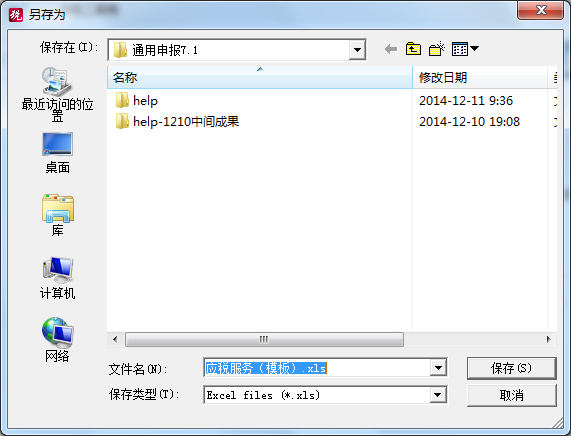 税 另存为
保存在(I): 通用申报7.1
名称 修改日期
help 2014-12-11 9:36
help-1210中间成果 2014-12-10 19:08
最近访问的位置
桌面
库
计算机
网络
文件名(N): 应税服务（模板）.xls 保存(S)
保存类型(T): Excel files (*.xls) 取消